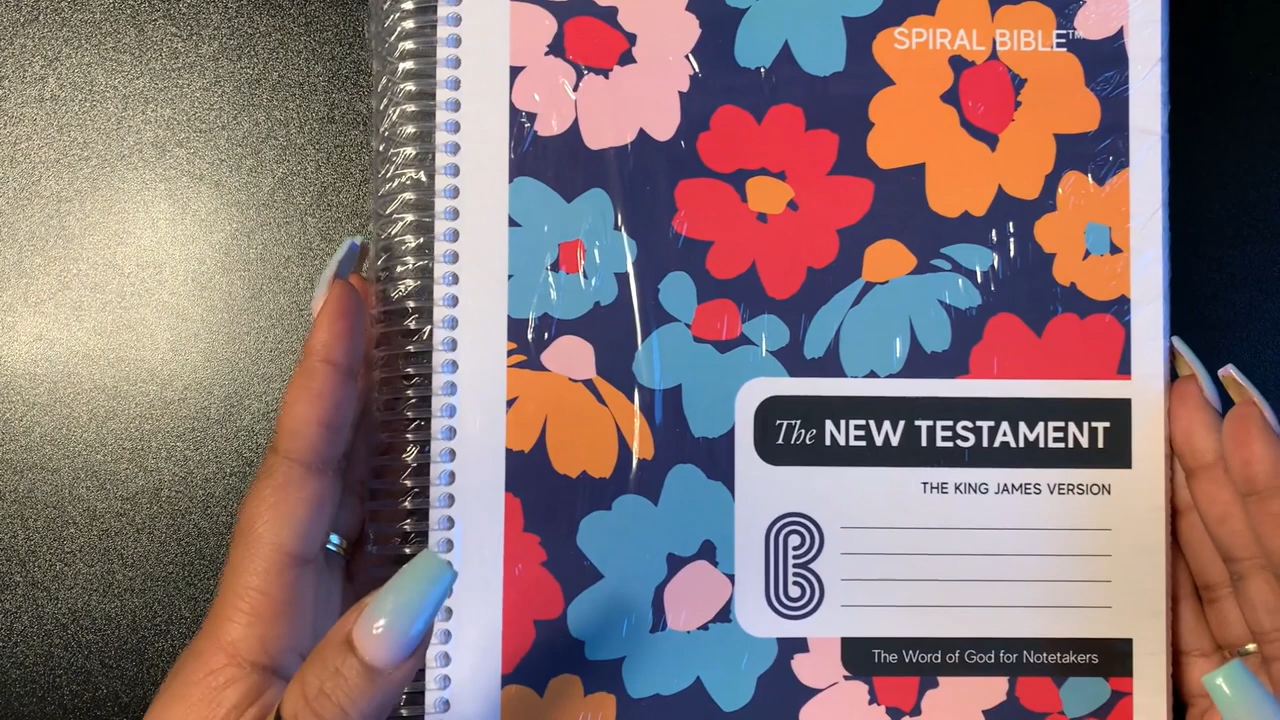 SPIRAL BIBLE™
The NEW TESTAMENT
THE KING JAMES VERSION
B
The Word of God for Notetakers